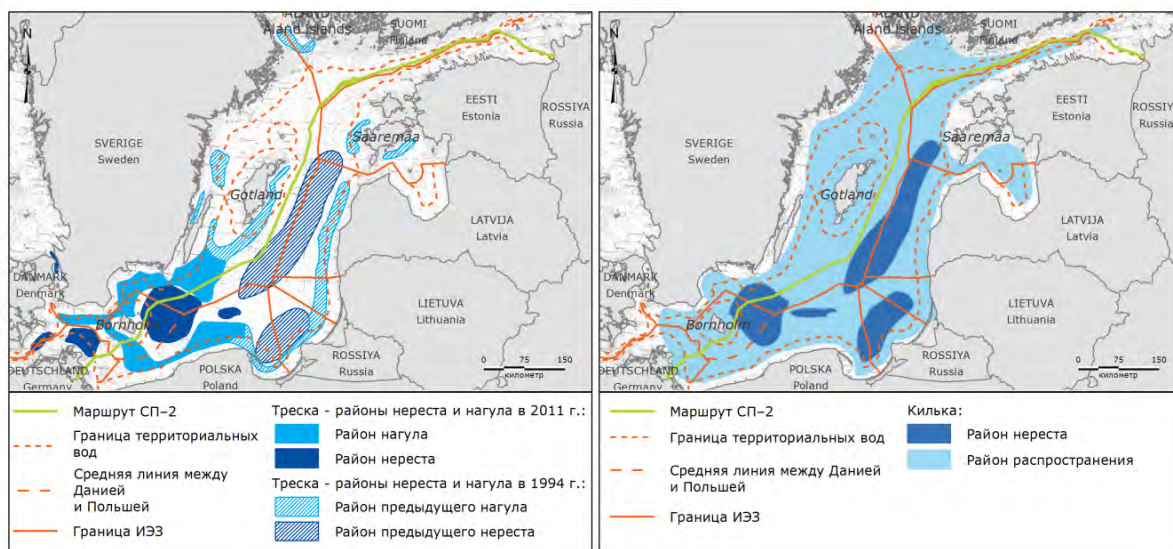 ÅLAND
Åland Islands
SUOMI
Finland
N
EESTI
Estonia
ROSSIYA
Russia
SVERIGE
Sweden
Saaremaa
Gotland
LATVIJA
Latvia
DANMARK
Denmark
LIETUVA
Lithuania
Bornholm
ROSSIYA
Russia
DEUTSCHLAND
Germany
POLSKA
Poland
0 75 150
километр
Маршрут СП–2
Граница территориальных
вод
Средняя линия между
Данией
и Польшей
Граница ИЭЗ
Треска - районы нереста и нагула в 2011 г.:
Район нагула
Район нереста
Треска - районы нереста и нагула в 1994 г.:
Район предыдущего нагула
Район предыдущего нереста
ÅLAND
Åland Islands
SUOMI
Finland
N
EESTI
Estonia
ROSSIYA
Russia
SVERIGE
Sweden
Saaremaa
Gotland
LATVIJA
Latvia
DANMARK
Denmark
LIETUVA
Lithuania
Bornholm
ROSSIYA
Russia
DEUTSCHLAND
Germany
POLSKA
Poland
0 75 150
километр
Маршрут СП–2
Граница территориальных вод
Средняя линия между Данией
и Польшей
Граница ИЭЗ
Килька:
Район нереста
Район распространения